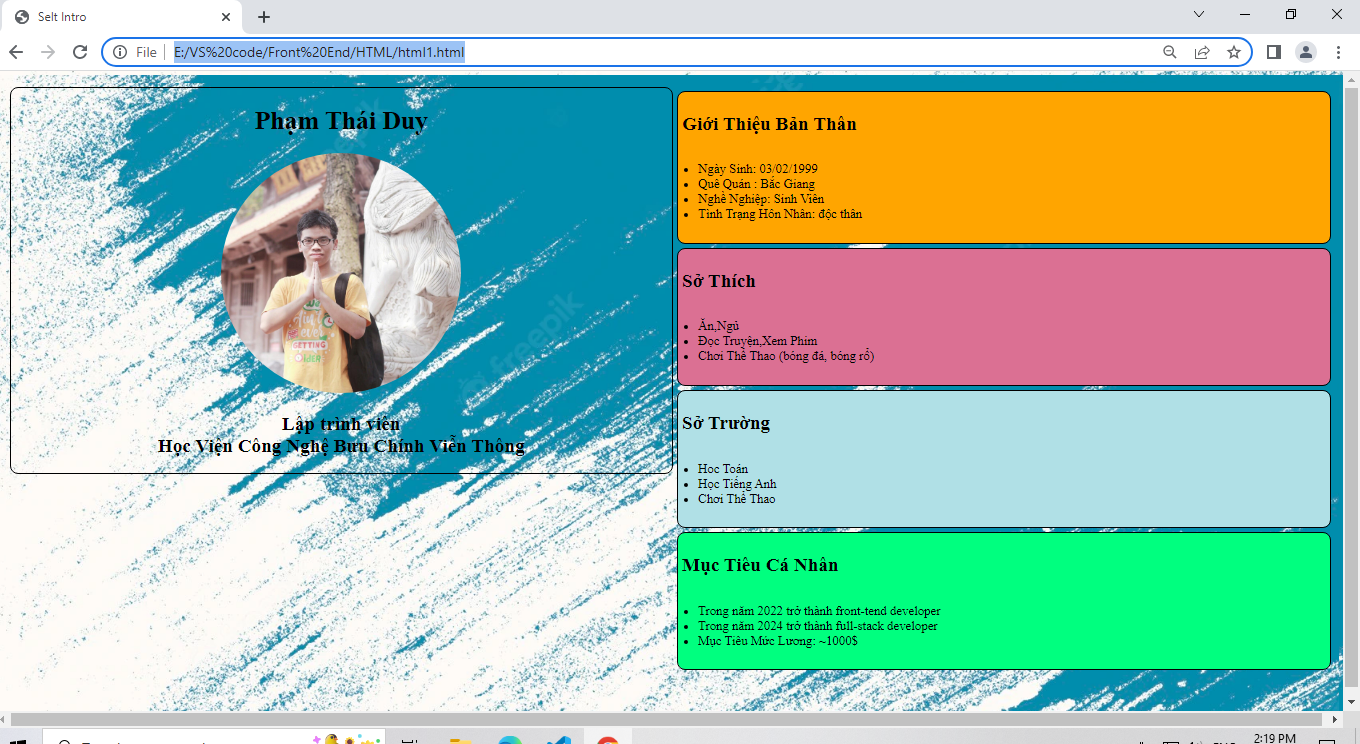 Selt Intro
File
E:/VS%20code/Front%20End/HTML/html1.html
Phạm Thái Duy
GETTING
Lập trình viên
Học Viện Công Nghệ Bưu Chính Viễn Thông
Giới Thiệu Bản Thân
Ngày Sinh: 03/02/1999
Quê Quán : Bắc Giang
Nghề Nghiệp: Sinh Viên
Tình Trạng Hôn Nhân: độc thân
Sở Thích
Ăn,Ngủ
Đọc Truyện,Xem Phim
Chơi Thể Thao (bóng đá, bóng rổ)
Sở Trường
Học Toán
Học Tiếng Anh
Chơi Thể Thao
Mục Tiêu Cá Nhân
Trong năm 2022 trở thành front-tend developer
Trong năm 2024 trở thành full-stack developer
Mục Tiêu Mức Lương: ~1000$
freepik
2:19 PM